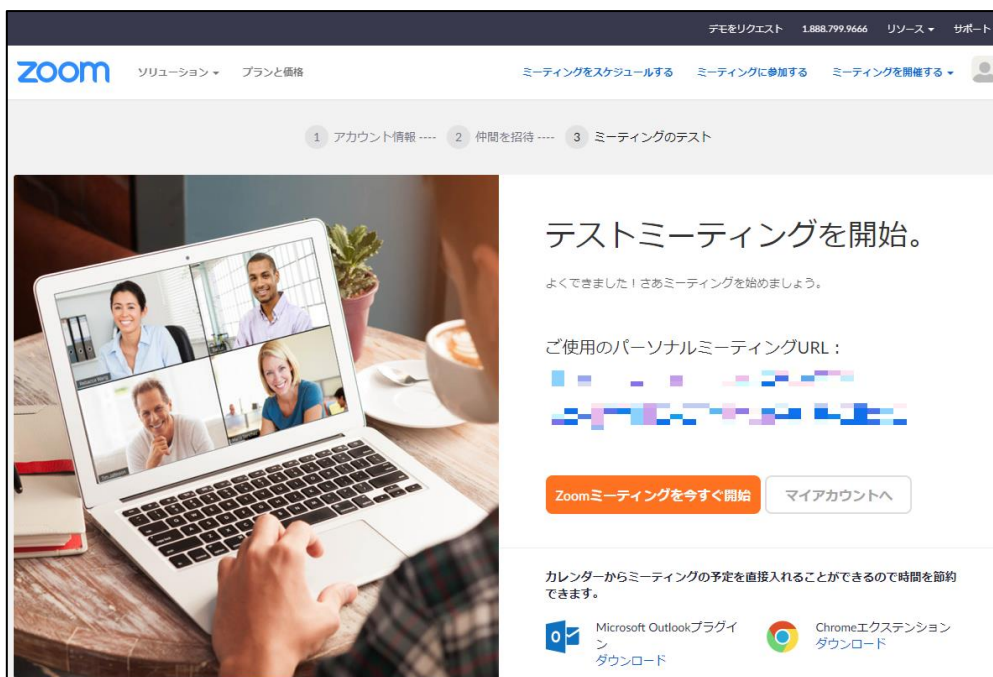 デモをリクエスト 1.888.799.9666 リソース サポート
zoom ソリューション プランと価格 ミーティングをスケジュールする ミーティングに参加する ミーティングを開催する
1 アカウント情報 ---- 2 仲間を招待 ---- 3 ミーティングのテスト
テストミーティングを開始。
よくできました！さあミーティングを始めましょう。
ご使用のパーソナルミーティングURL：
Zoomミーティングを今すぐ開始 マイアカウントへ
カレンダーからミーティングの予定を直接入れることができるので時間を節約
できます。
Microsoft Outlookプラグイ
ン
ダウンロード
Chromeエクステンション
ダウンロード